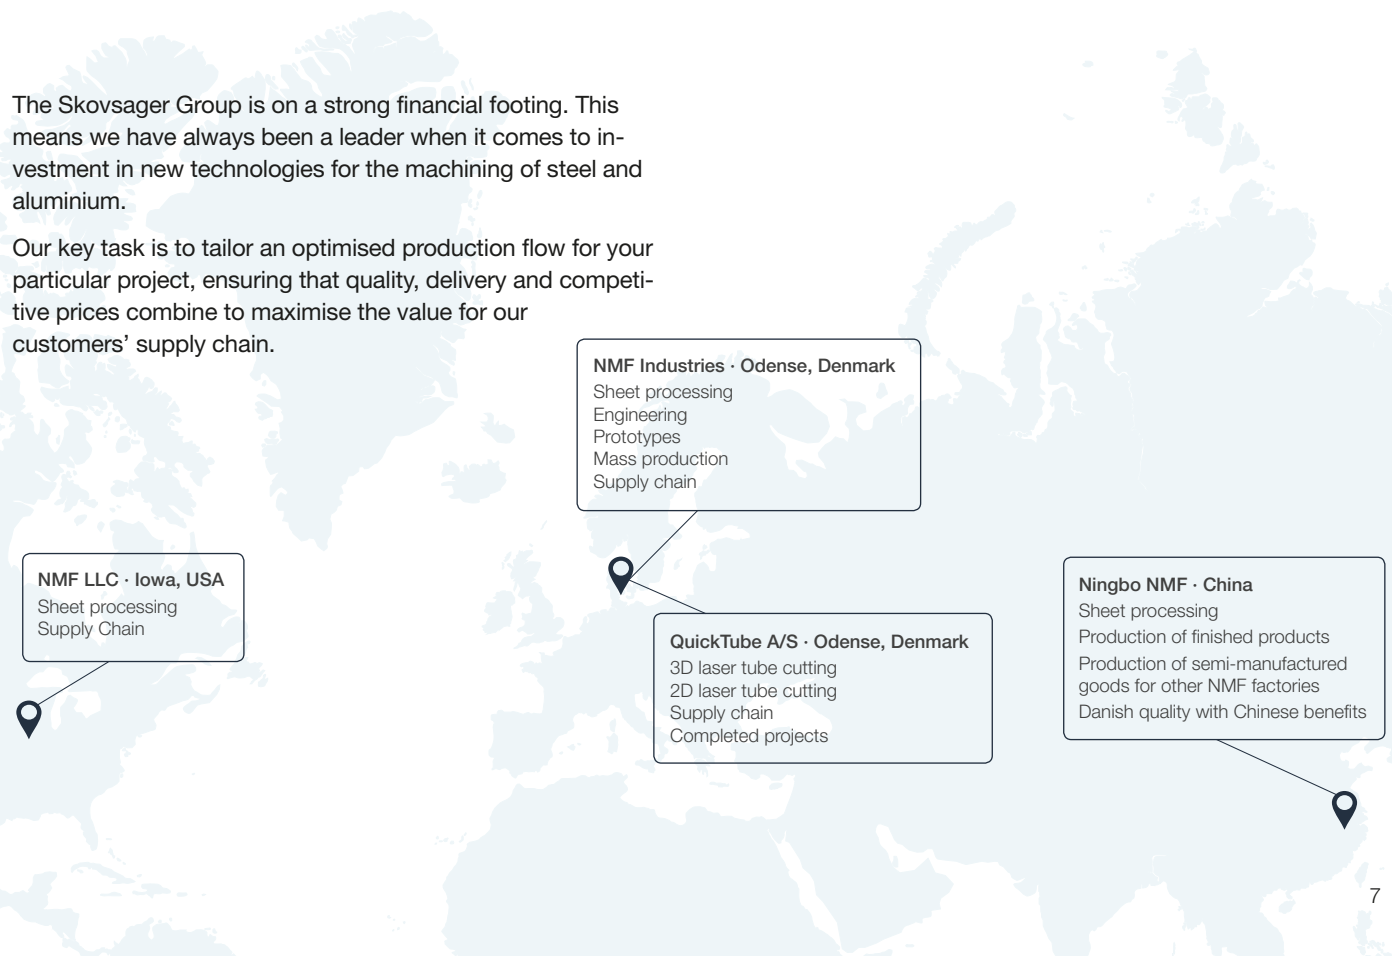 The Skovsager Group is on a strong financial footing. This
means we have always been a leader when it comes to in-
vestment in new technologies for the machining of steel and
aluminium.
Our key task is to tailor an optimised production flow for your
particular project, ensuring that quality, delivery and competi-
tive prices combine to maximise the value for our
customers’ supply chain.
NMF Industries · Odense, Denmark
Sheet processing
Engineering
Prototypes
Mass production
Supply chain
NMF LLC · Iowa, USA
Sheet processing
Supply Chain
QuickTube A/S · Odense, Denmark
3D laser tube cutting
2D laser tube cutting
Supply chain
Completed projects
Ningbo NMF · China
Sheet processing
Production of finished products
Production of semi-manufactured
goods for other NMF factories
Danish quality with Chinese benefits
7